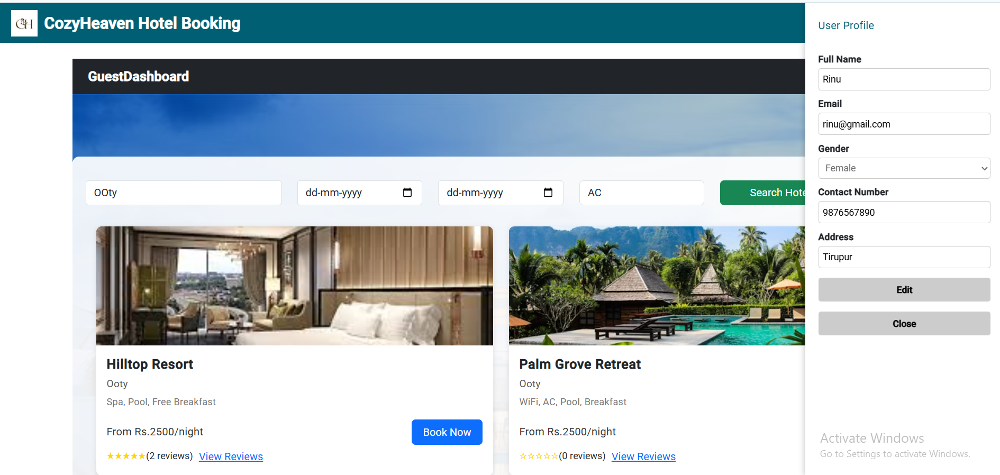 CH
CozyHeaven Hotel Booking
GuestDashboard
OOty
dd-mm-yyyy
dd-mm-yyyy
AC
Search Hote
Hilltop Resort
Ooty
Spa, Pool, Free Breakfast
From Rs.2500/night
Book Now
★★★★★(2 reviews) View Reviews
Palm Grove Retreat
Ooty
WiFi, AC, Pool, Breakfast
From Rs.2500/night
☆☆☆☆☆(0 reviews) View Reviews
User Profile
Full Name
Rinu
Email
rinu@gmail.com
Gender
Female
Contact Number
9876567890
Address
Tirupur
Edit
Close
Activate Windows
Go to Settings to activate Windows.